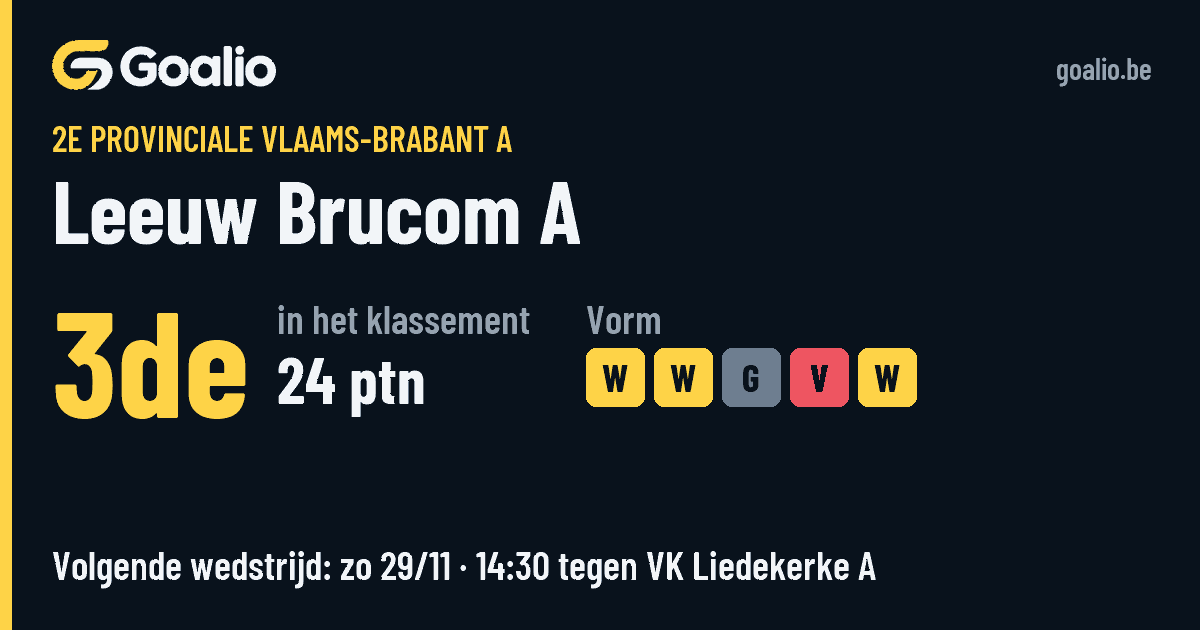 Goalio
goalio.be
2E PROVINCIALE VLAAMS-BRABANT A
Leeuw Brucom A
3de
in het klassement
24 ptn
Vorm
W W G V W
Volgende wedstrijd: zo 29/11 · 14:30 tegen VK Liedekerke A